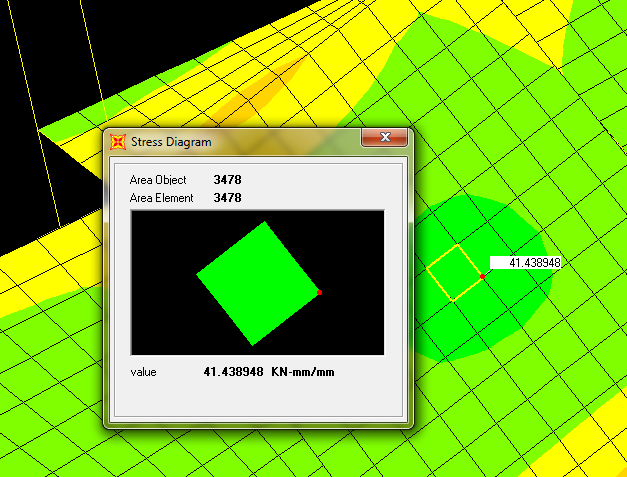 Stress Diagram
Area Object 3478
Area Element 3478
41.438948
value 41.438948 KN-mm/mm